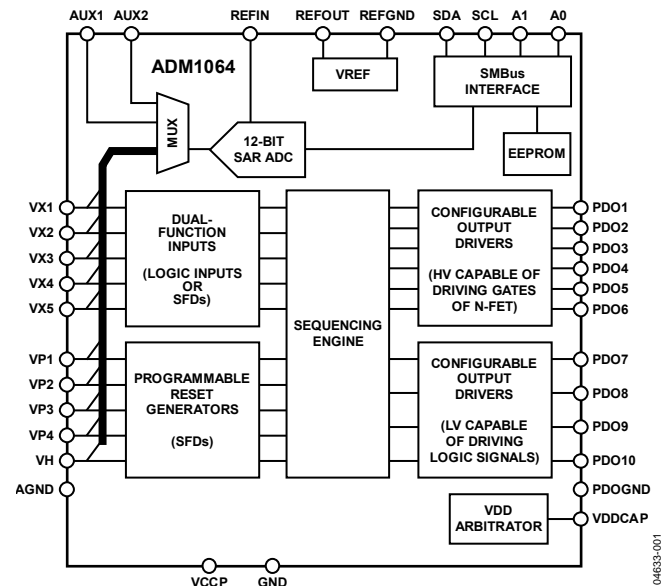 AUX1 AUX2 REFIN REFOUT REFGND SDA SCL A1 A0
ADM1064
VREF
SMBus
INTERFACE
MUX
12-BIT
SAR ADC
EEPROM
VX1
VX2
VX3
VX4
VX5
DUAL-
FUNCTION
INPUTS
(LOGIC INPUTS
OR
SFDs)
SEQUENCING
ENGINE
CONFIGURABLE
OUTPUT
DRIVERS
(HV CAPABLE OF
DRIVING GATES
OF N-FET)
PDO1
PDO2
PDO3
PDO4
PDO5
PDO6
VP1
VP2
VP3
VP4
VH
AGND
PROGRAMMABLE
RESET
GENERATORS
(SFDs)
CONFIGURABLE
OUTPUT
DRIVERS
(LV CAPABLE
OF DRIVING
LOGIC SIGNALS)
PDO7
PDO8
PDO9
PDO10
PDOGND
VDD
ARBITRATOR
VDDCAP
VCCP GND
04633-001